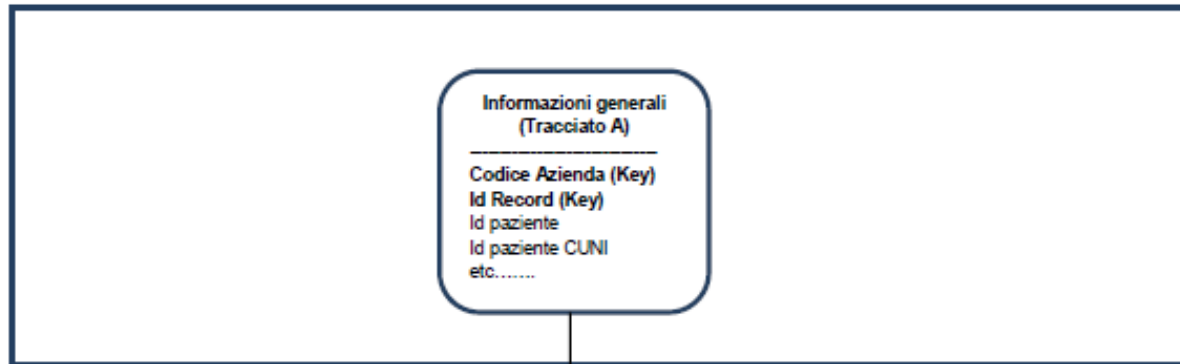 Informazioni generali
(Tracciato A)
--------------------------------
Codice Azienda (Key)
Id Record (Key)
Id paziente
Id paziente CUNI
etc.......